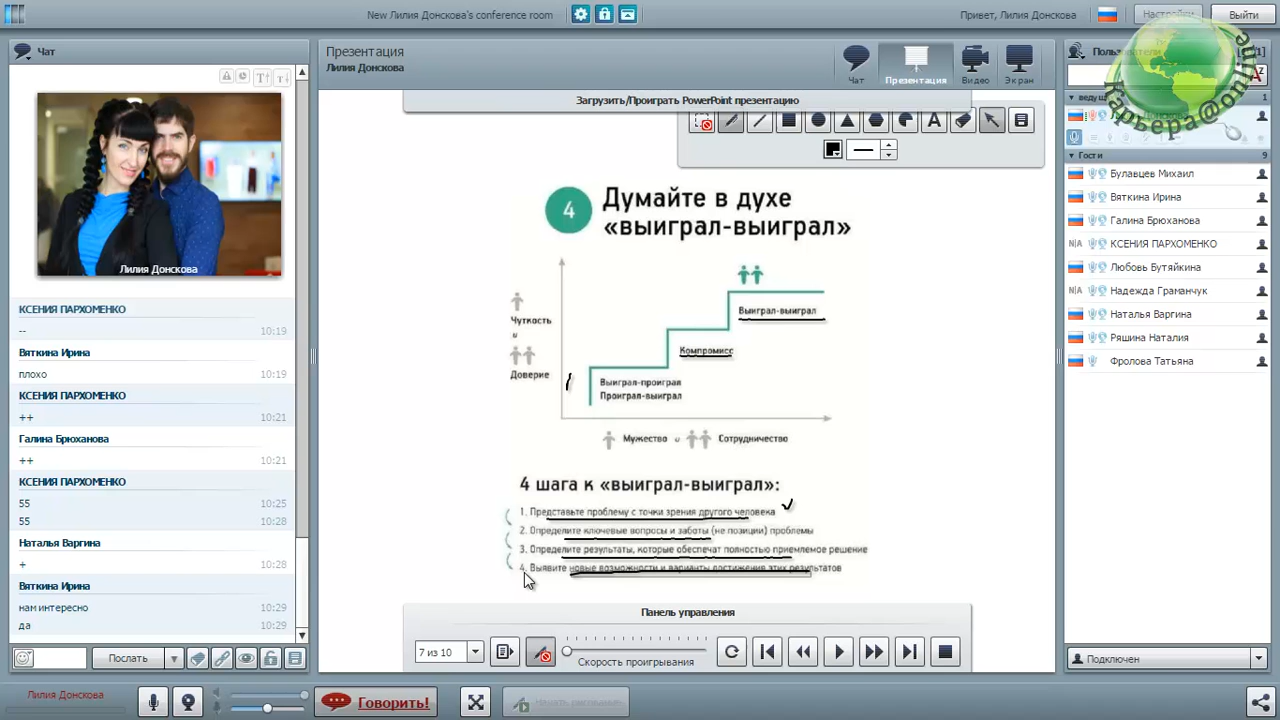 New Лилия Донскова's conference room
Привет, Лилия Донскова
Настройки
Выйти
Чат
Лилия Донскова
КСЕНИЯ ПАРХОМЕНКО
-- 10:19
Вяткина Ирина
плохо 10:19
КСЕНИЯ ПАРХОМЕНКО
++ 10:21
Галина Брюханова
++ 10:21
КСЕНИЯ ПАРХОМЕНКО
55 10:25
55 10:28
Наталья Варгина
+ 10:28
Вяткина Ирина
нам интересно 10:29
да 10:29
Послать
Презентация
Лилия Донскова
Чат
Презентация
Видео
Экран
Загрузить/Проиграть PowerPoint презентацию
4
Думайте в духе
«выиграл-выиграл»
Чуткость
и
Доверие
Выиграл-выиграл
Компромисс
Выиграл-проиграл
Проиграл-выиграл
Мужество и Сотрудничество
4 шага к «выиграл-выиграл»:
1. Представьте проблему с точки зрения другого человека
2. Определите ключевые вопросы и заботы (не позиции) проблемы
3. Определите результаты, которые обеспечат полностью приемлемое решение
4. Выявите новые возможности и варианты достижения этих результатов
Панель управления
7 из 10
Скорость проигрывания
Карьера@online
Гости 9
Булавцев Михаил
Вяткина Ирина
Галина Брюханова
N/A КСЕНИЯ ПАРХОМЕНКО
Любовь Бутяйкина
N/A Надежда Граманчук
Наталья Варгина
Ряшина Наталия
Фролова Татьяна
Подключен
Лилия Донскова
Говорить!